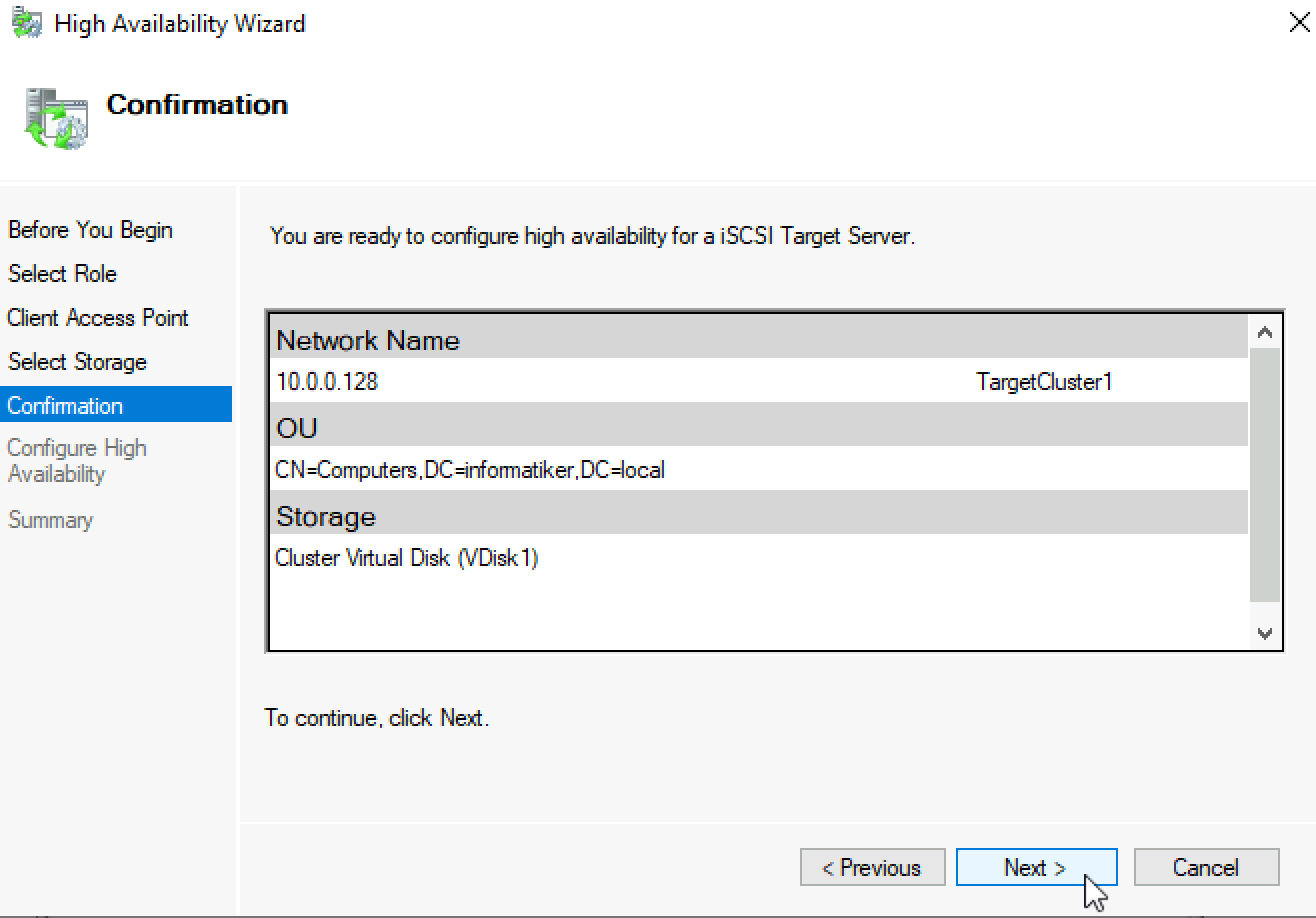 High Availability Wizard
Confirmation
Before You Begin
Select Role
Client Access Point
Select Storage
Confirmation
Configure High
Availability
Summary
You are ready to configure high availability for a iSCSI Target Server.
Network Name
10.0.0.128 TargetCluster1
OU
CN=Computers,DC=informatiker,DC=local
Storage
Cluster Virtual Disk (VDisk1)
To continue, click Next.
< Previous Next > Cancel